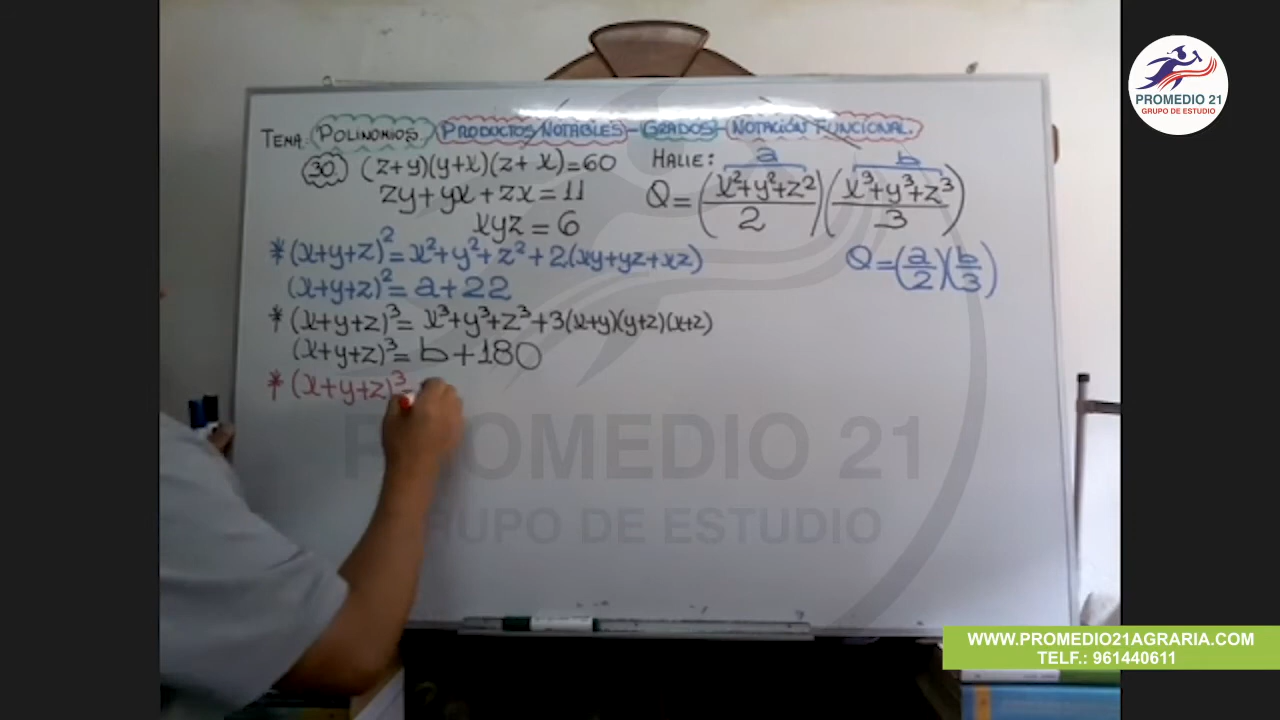 PROMEDIO 21
GRUPO DE ESTUDIO
TEMA: POLINOMIOS. PRODUCTOS NOTABLES - GRADOS - NOTACIÓN FUNCIONAL.
30. (z+y)(y+x)(z+x)=60
zy+yx+zx=11
xyz=6
HALLE:
a b
Q=((x²+y²+z²)/2)((x³+y³+z³)/3)
*(x+y+z)²=x²+y²+z²+2(xy+yz+xz)
(x+y+z)²=a+22
Q=(a/2)(b/3)
*(x+y+z)³=x³+y³+z³+3(x+y)(y+z)(x+z)
(x+y+z)³=b+180
*(x+y+z)³=
PROMEDIO 21
GRUPO DE ESTUDIO
WWW.PROMEDIO21AGRARIA.COM
TELF.: 961440611